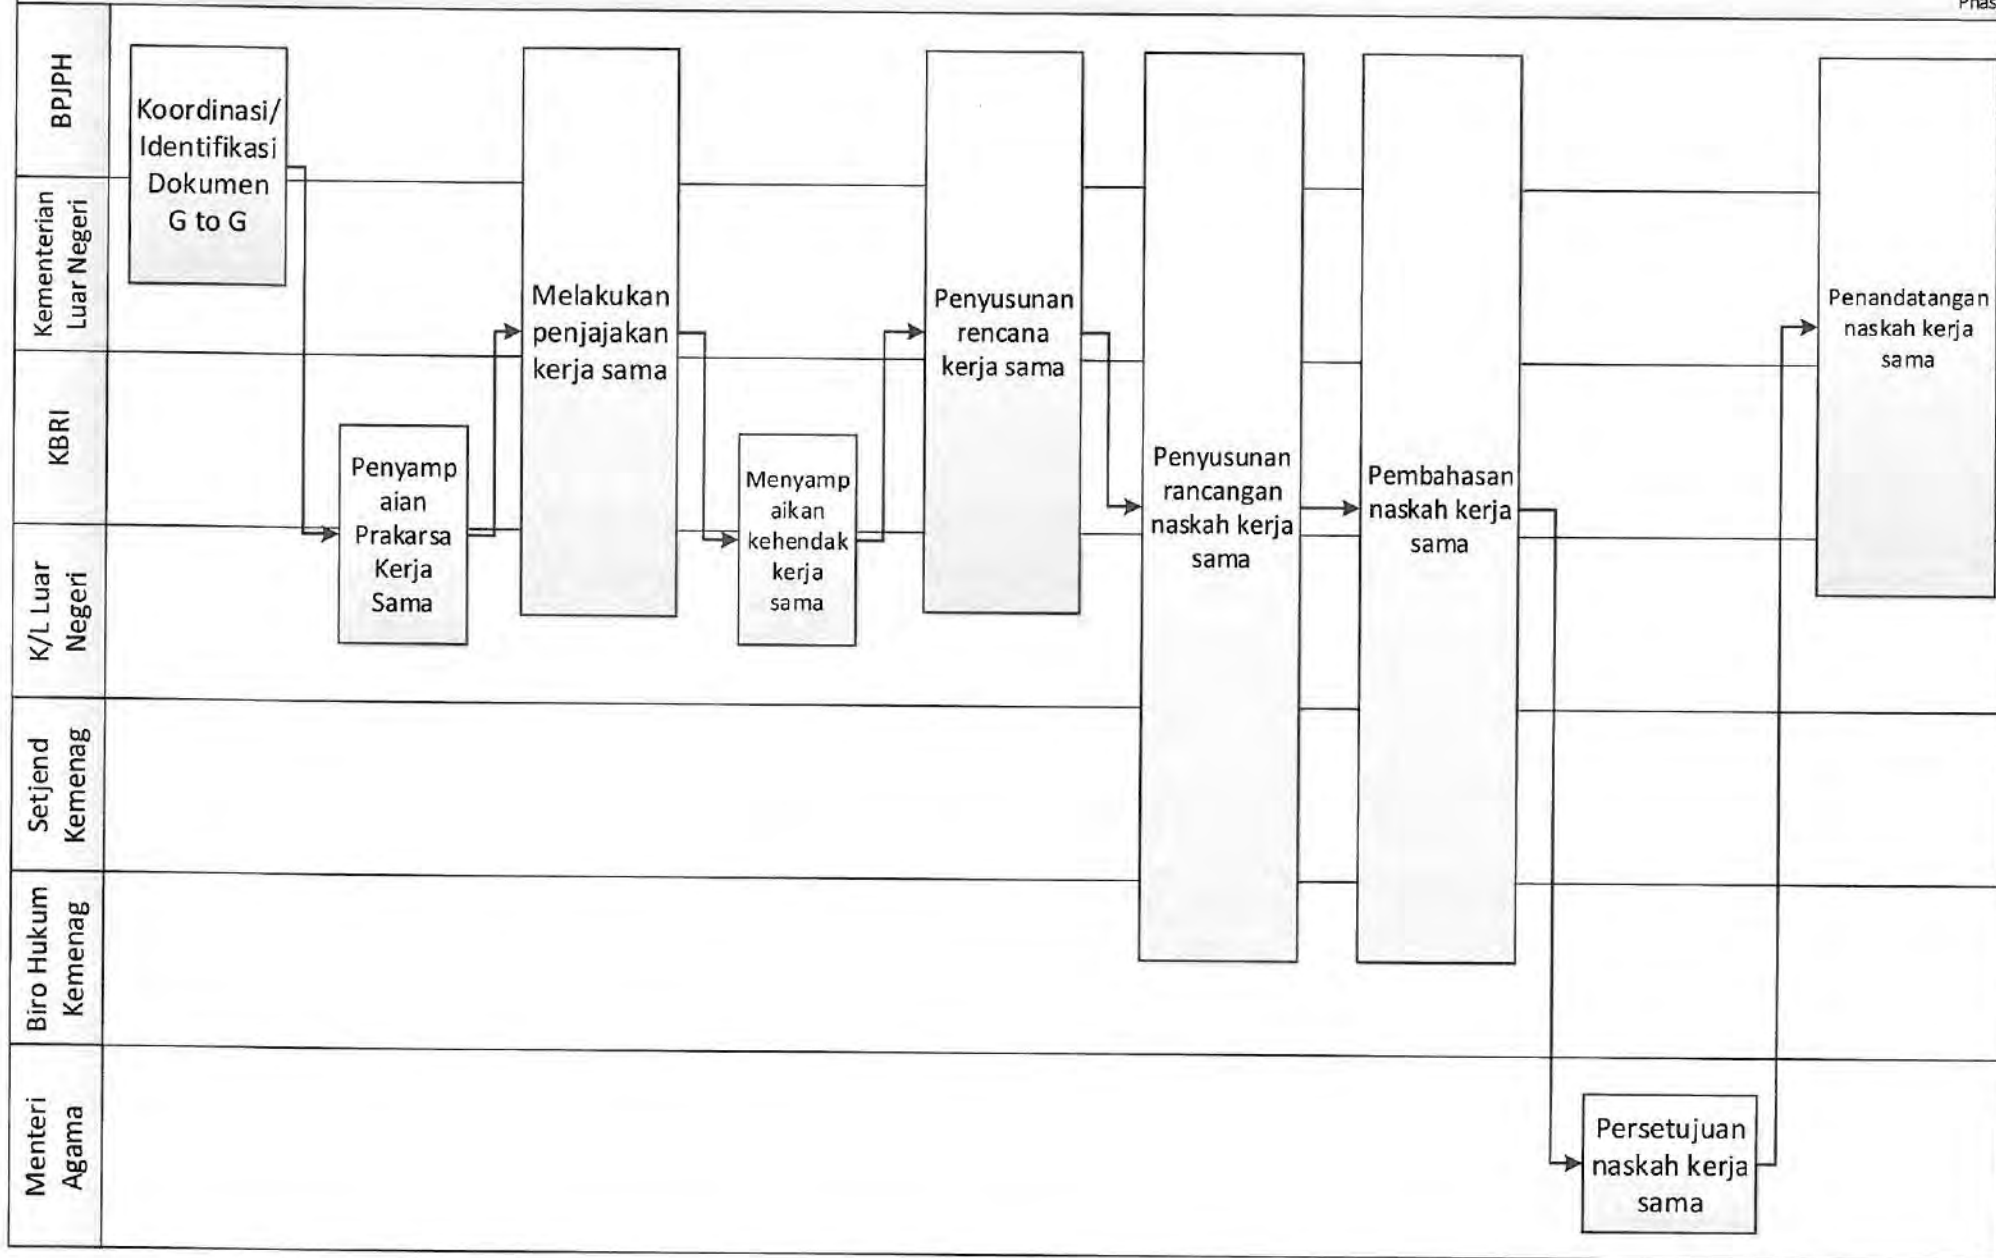 Phas
BPJPH
Kementerian
Luar Negeri
KBRI
K/L Luar
Negeri
Setjend
Kemenag
Biro Hukum
Kemenag
Menteri
Agama
Koordinasi/
Identifikasi
Dokumen
G to G
Penyamp
aian
Prakarsa
Kerja
Sama
Melakukan
penjajakan
kerja sama
Menyamp
aikan
kehendak
kerja
sama
Penyusunan
rencana
kerja sama
Penyusunan
rancangan
naskah kerja
sama
Pembahasan
naskah kerja
sama
Persetujuan
naskah kerja
sama
Penandatangan
naskah kerja
sama